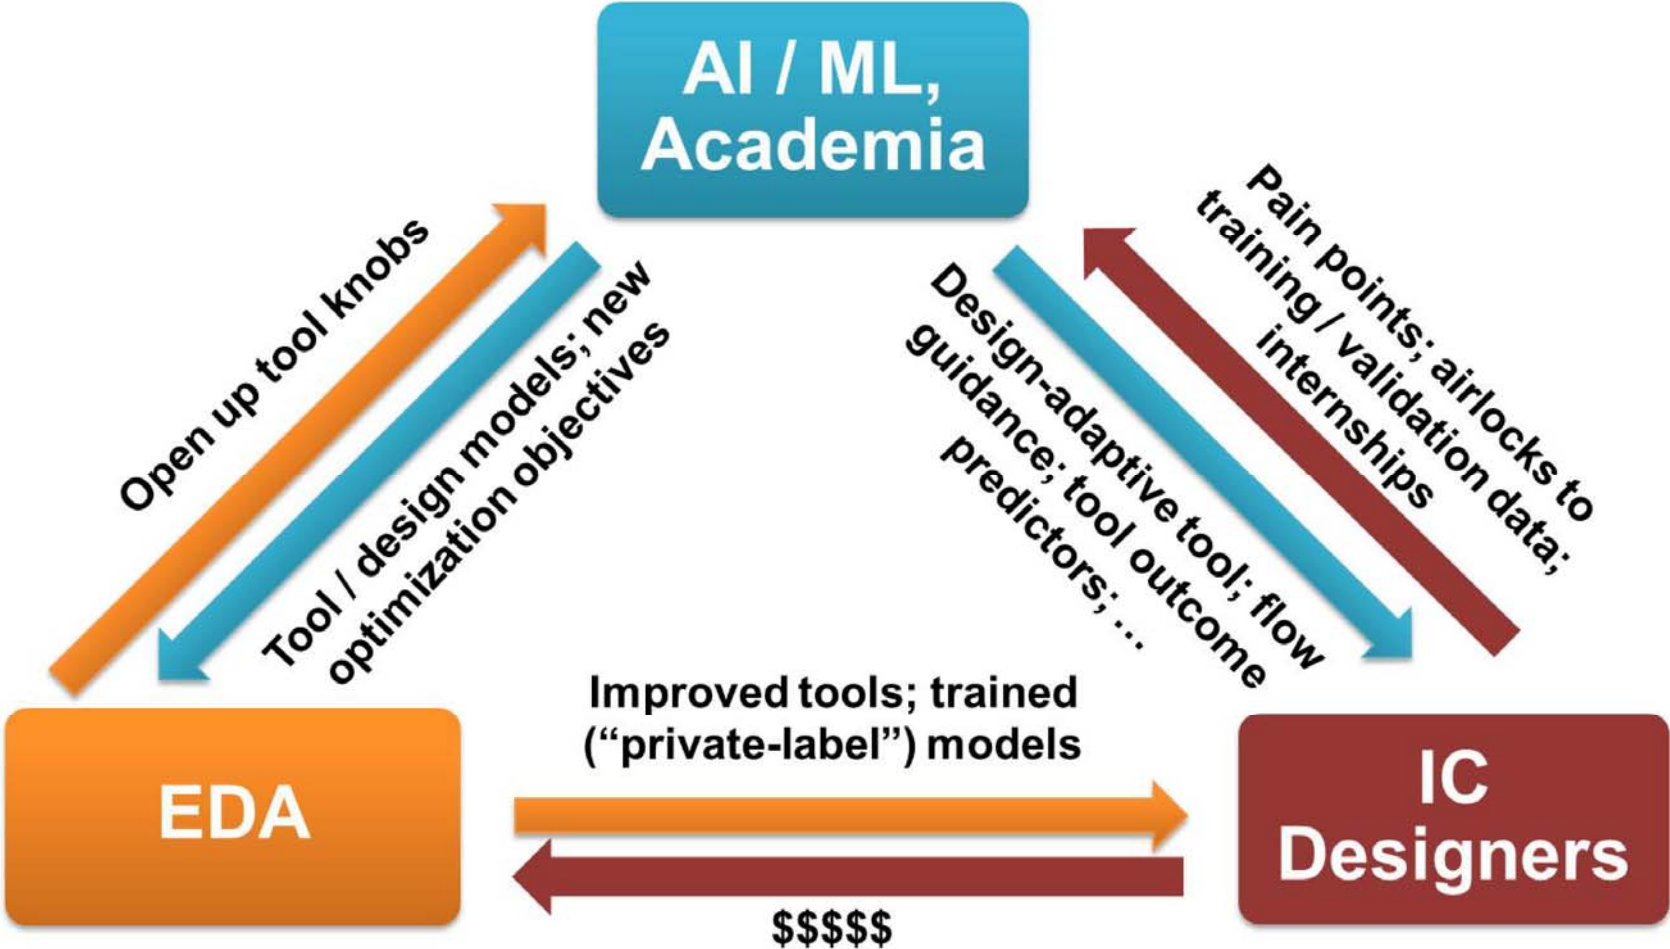 AI / ML,
Academia
Open up tool knobs
Tool / design models; new
optimization objectives
Design-adaptive tool; flow
guidance; tool outcome
predictors; ...
Pain points; airlocks to
training / validation data;
internships
Improved tools; trained
(“private-label”) models
EDA
IC
Designers
$$$$$